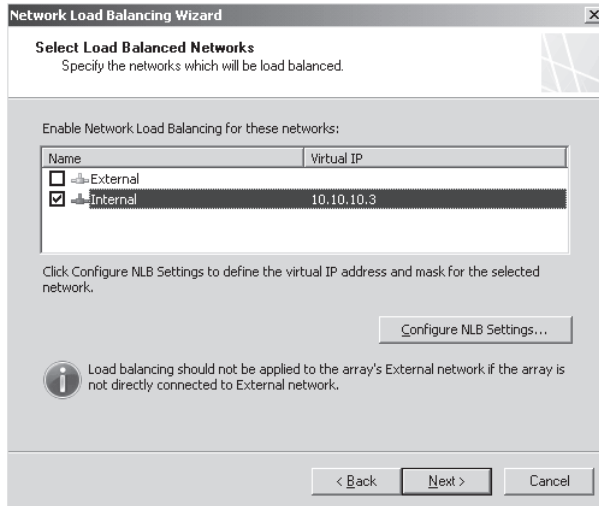 Network Load Balancing Wizard
Select Load Balanced Networks
Specify the networks which will be load balanced.
Enable Network Load Balancing for these networks:
Name Virtual IP
External
Internal 10.10.10.3
Click Configure NLB Settings to define the virtual IP address and mask for the selected
network.
Configure NLB Settings...
Load balancing should not be applied to the array's External network if the array is
not directly connected to External network.
< Back Next > Cancel